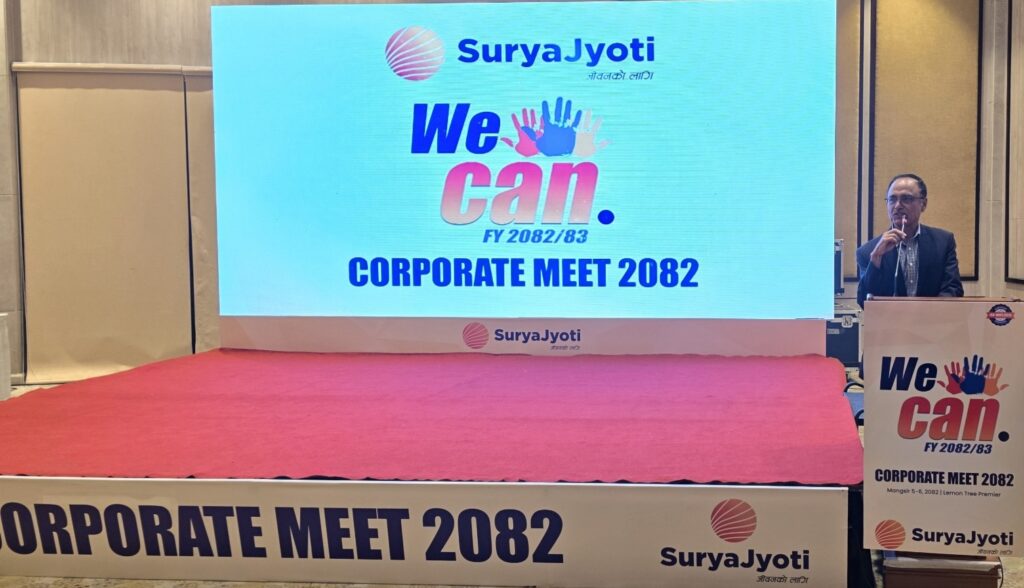 SuryaJyoti
जीवनको लागि
We
can.
FY 2082/83
CORPORATE MEET 2082
SuryaJyoti
जीवनको लागि
We
can.
FY 2082/83
CORPORATE MEET 2082
Mangsir 5-6, 2082 | Lemon Tree Premier
SuryaJyoti
जीवनको लागि
CORPORATE MEET 2082
SuryaJyoti
जीवनको लागि